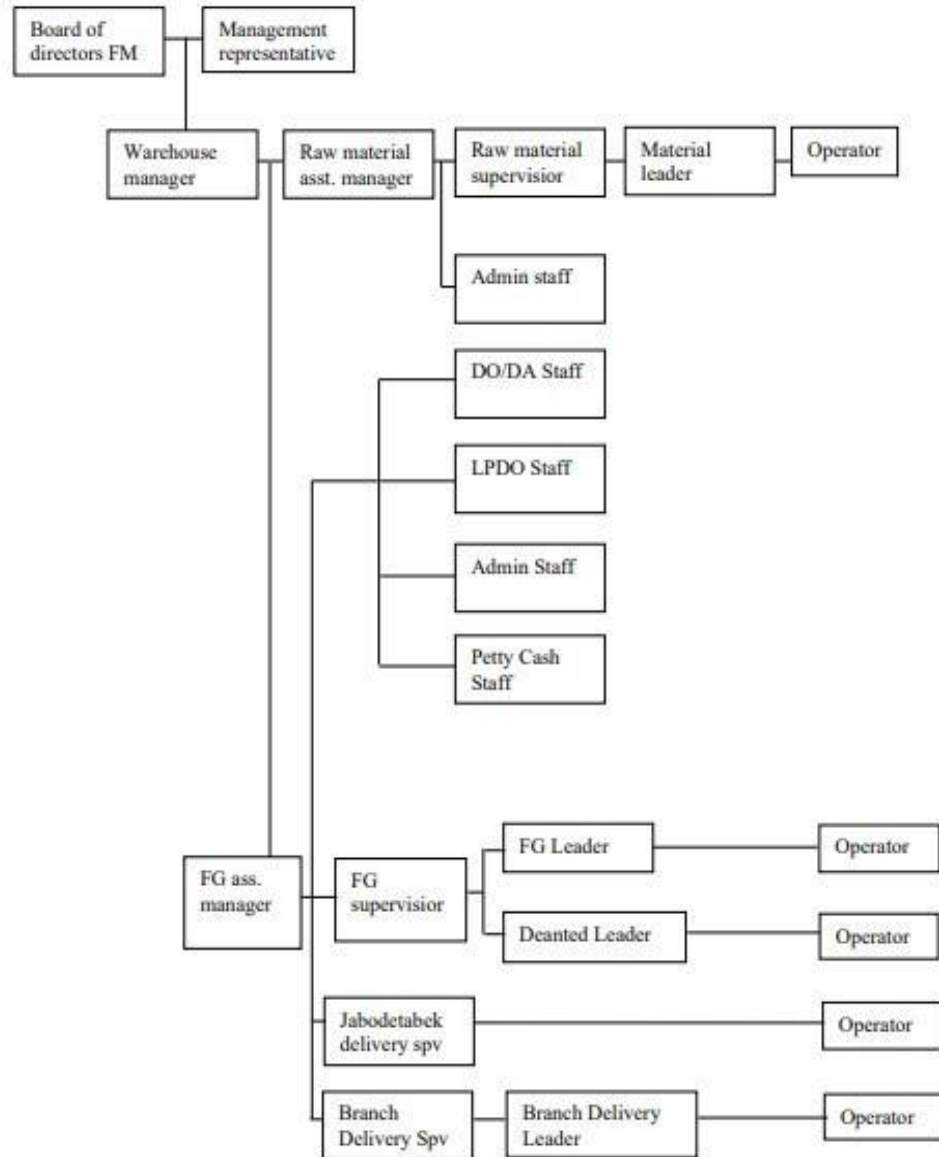 Board of
directors FM
Management
representative
Warehouse
manager
Raw material
asst. manager
Raw material
supervisior
Material
leader
Operator
Admin staff
DO/DA Staff
LPDO Staff
Admin Staff
Petty Cash
Staff
FG ass.
manager
FG
supervisior
FG Leader
Operator
Deanted Leader
Operator
Jabodetabek
delivery spv
Operator
Branch
Delivery Spv
Branch Delivery
Leader
Operator